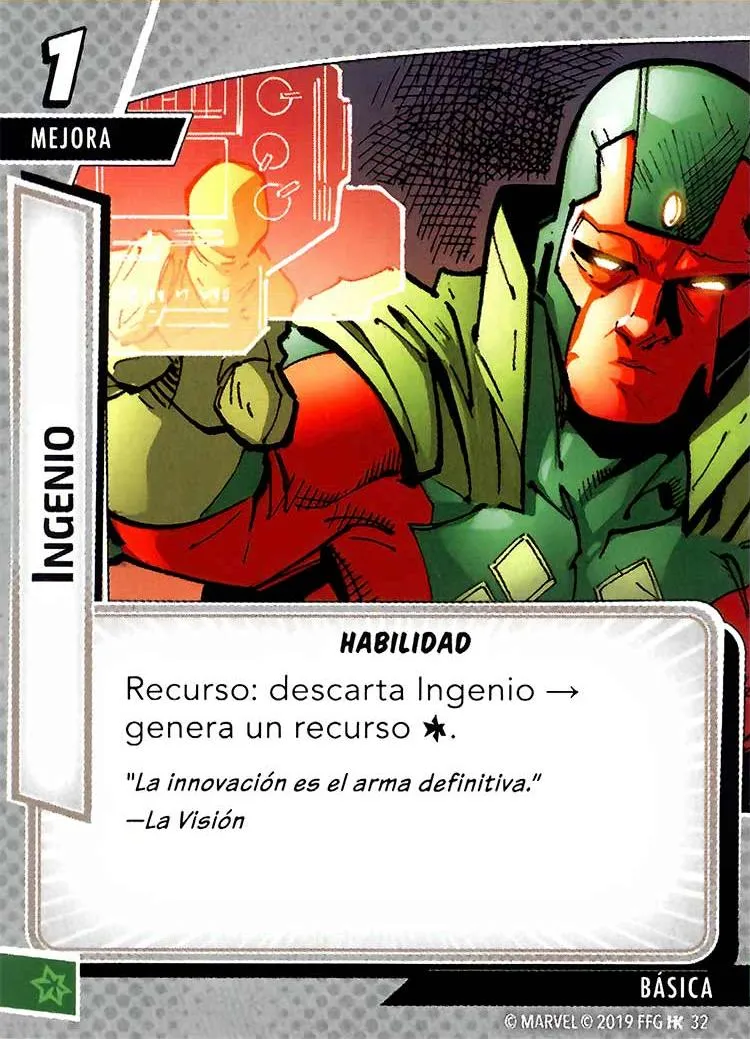 1
MEJORA
INGENIO
HABILIDAD
Recurso: descarta Ingenio →
genera un recurso ✶.
"La innovación es el arma definitiva."
—La Visión
BÁSICA
© MARVEL © 2019 FFG HK 32